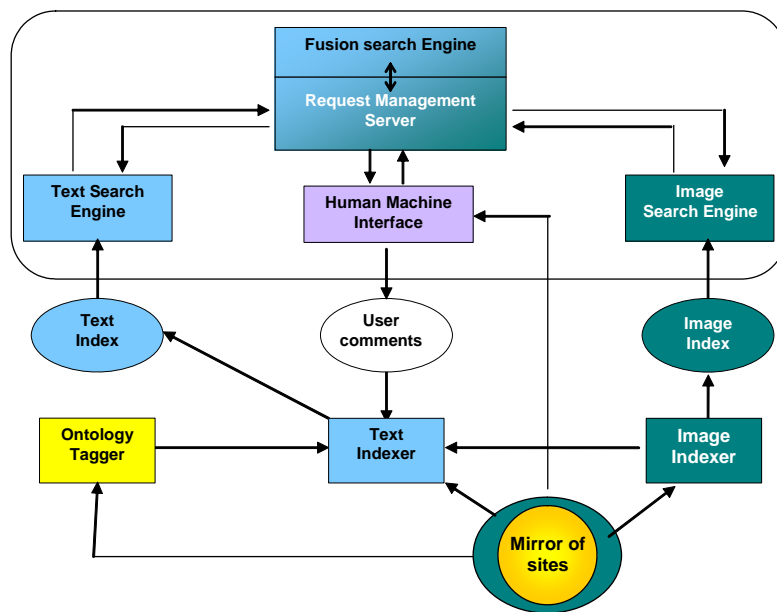 Fusion search Engine
Request Management
Server
Text Search
Engine
Human Machine
Interface
Image
Search Engine
Text
Index
User
comments
Image
Index
Ontology
Tagger
Text
Indexer
Image
Indexer
Mirror of
sites